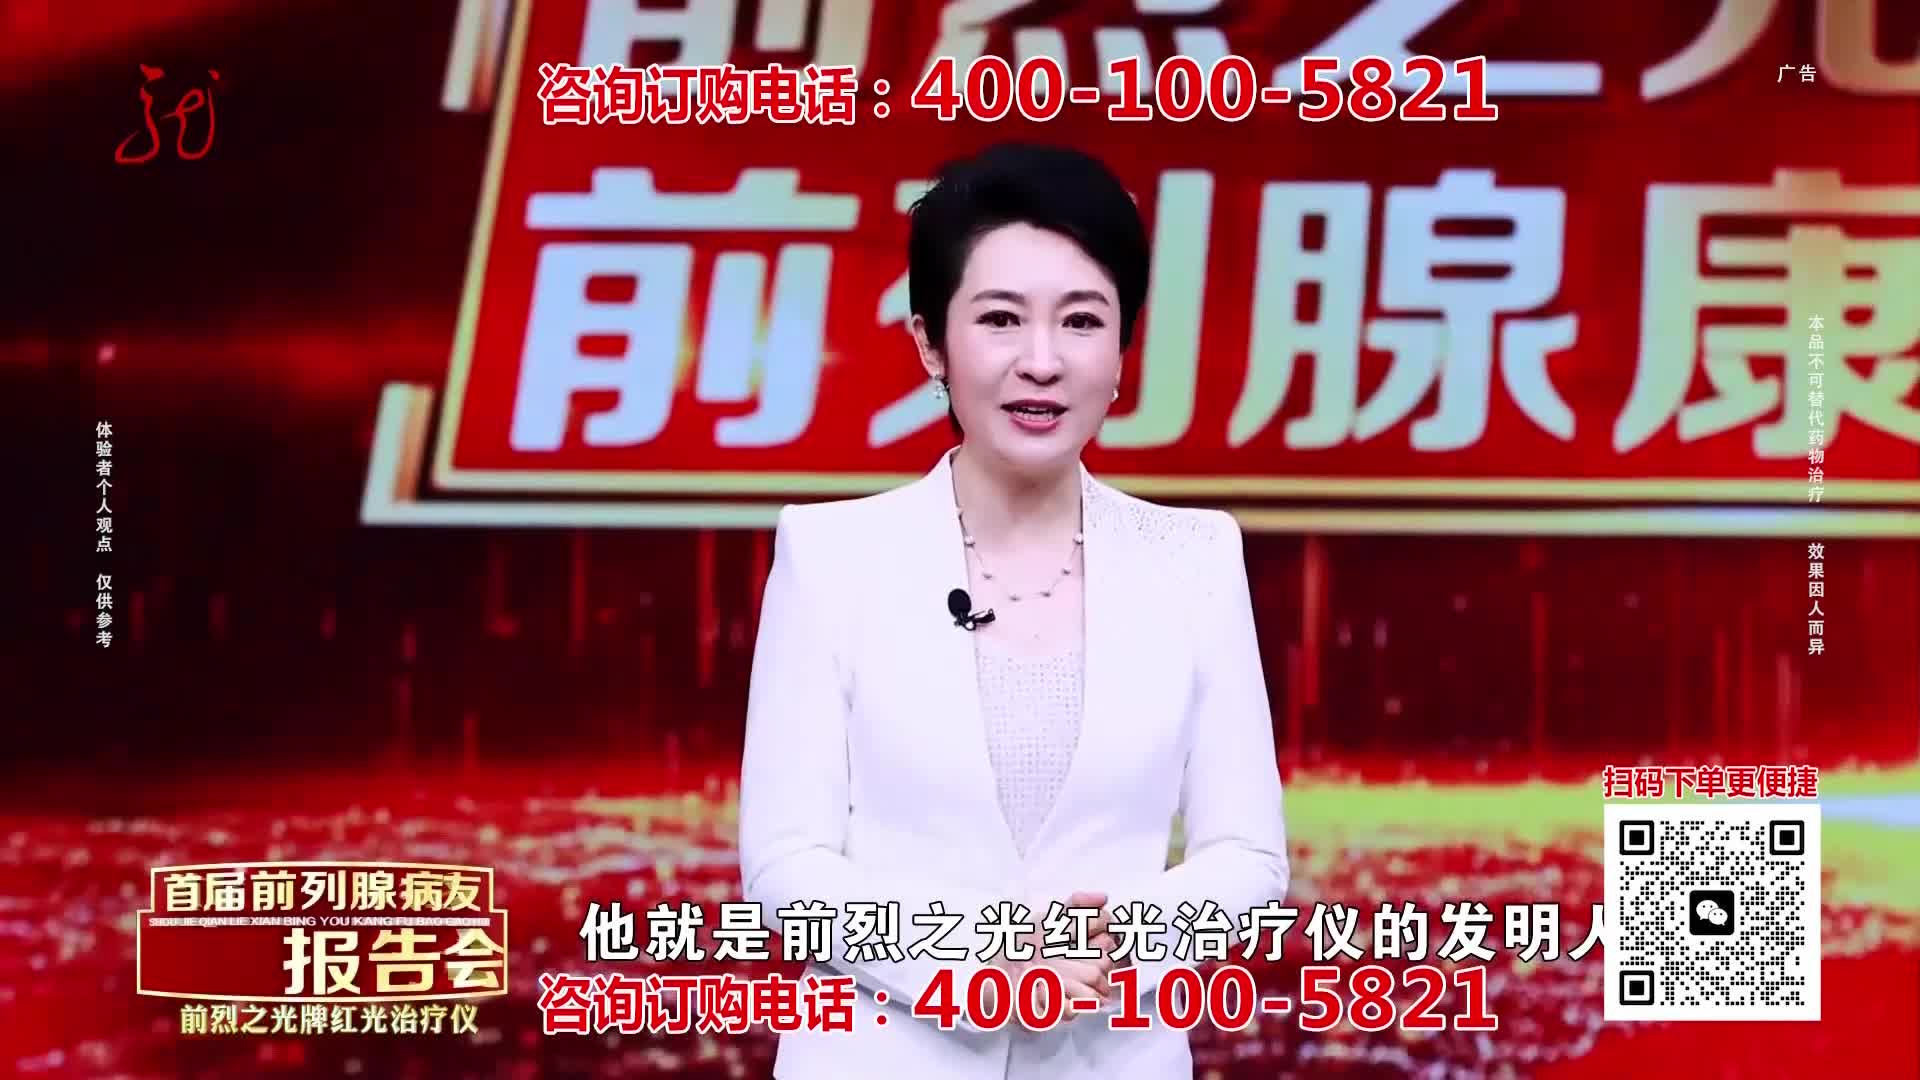 咨询订购电话：400-100-5821
广告
前烈之光
前列腺康
本品不可替代药物治疗 效果因人而异
体验者个人观点 仅供参考
扫码下单更便捷
首届前列腺病友
报告会
前烈之光牌红光治疗仪
他就是前烈之光红光治疗仪的发明人
咨询订购电话：400-100-5821